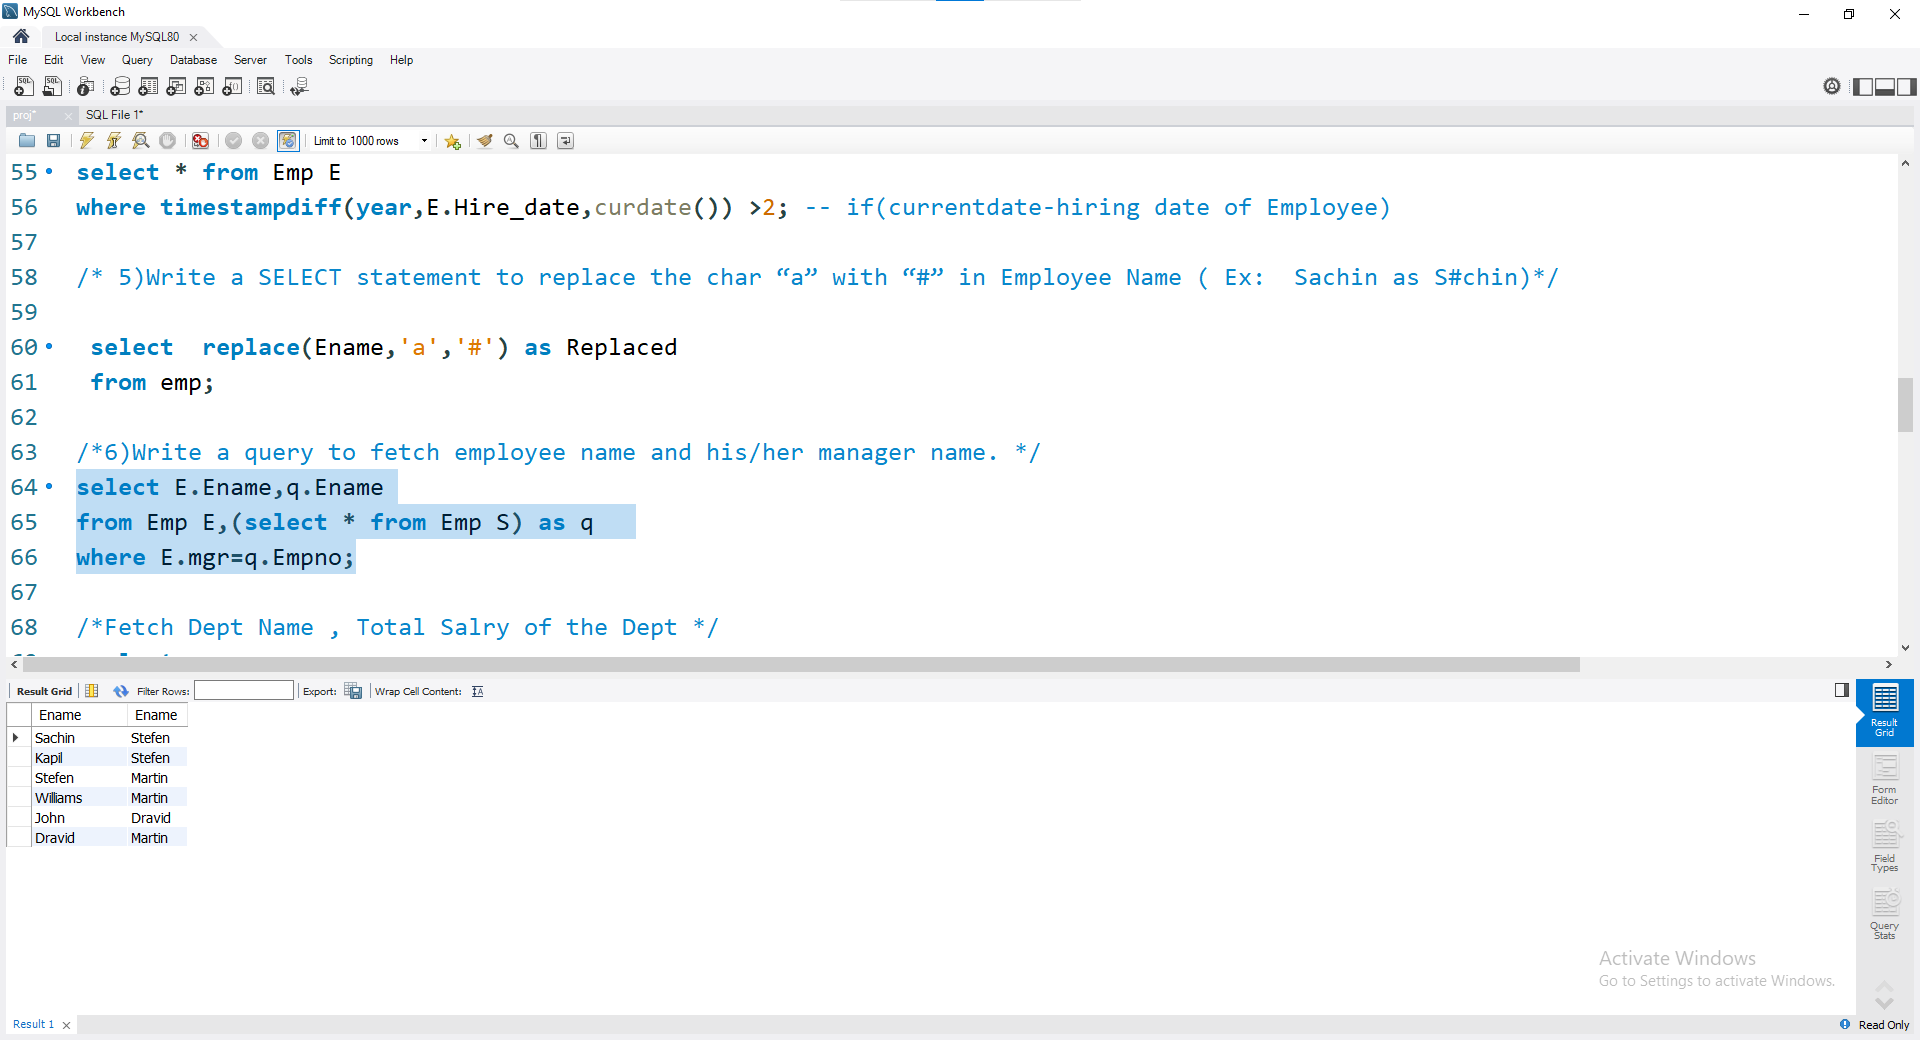 MySQL Workbench
Local instance MySQL80
File Edit View Query Database Server Tools Scripting Help
proj* SQL File 1*
Limit to 1000 rows
55 select * from Emp E
56 where timestampdiff(year,E.Hire_date,curdate()) >2; -- if(currentdate-hiring date of Employee)
57
58 /* 5)Write a SELECT statement to replace the char “a” with “#” in Employee Name ( Ex:  Sachin as S#chin)*/
59
60 select  replace(Ename,'a','#') as Replaced
61 from emp;
62
63 /*6)Write a query to fetch employee name and his/her manager name. */
64 select E.Ename,q.Ename
65 from Emp E,(select * from Emp S) as q
66 where E.mgr=q.Empno;
67
68 /*Fetch Dept Name , Total Salry of the Dept */
Result Grid Filter Rows: Export: Wrap Cell Content:
Ename Ename
Sachin Stefen
Kapil Stefen
Stefen Martin
Williams Martin
John Dravid
Dravid Martin
Result
Grid
Form
Editor
Field
Types
Query
Stats
Activate Windows
Go to Settings to activate Windows.
Result 1
Read Only